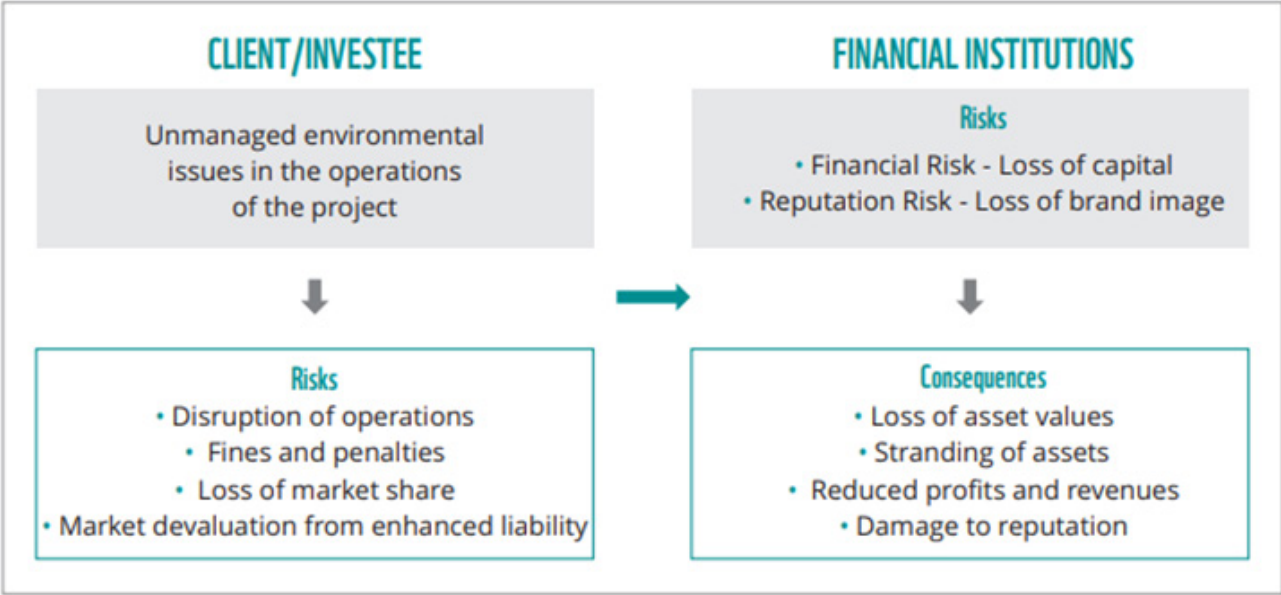 CLIENT/INVESTEE
Unmanaged environmental
issues in the operations
of the project
Risks
• Disruption of operations
• Fines and penalties
• Loss of market share
• Market devaluation from enhanced liability
FINANCIAL INSTITUTIONS
Risks
• Financial Risk - Loss of capital
• Reputation Risk - Loss of brand image
Consequences
• Loss of asset values
• Stranding of assets
• Reduced profits and revenues
• Damage to reputation